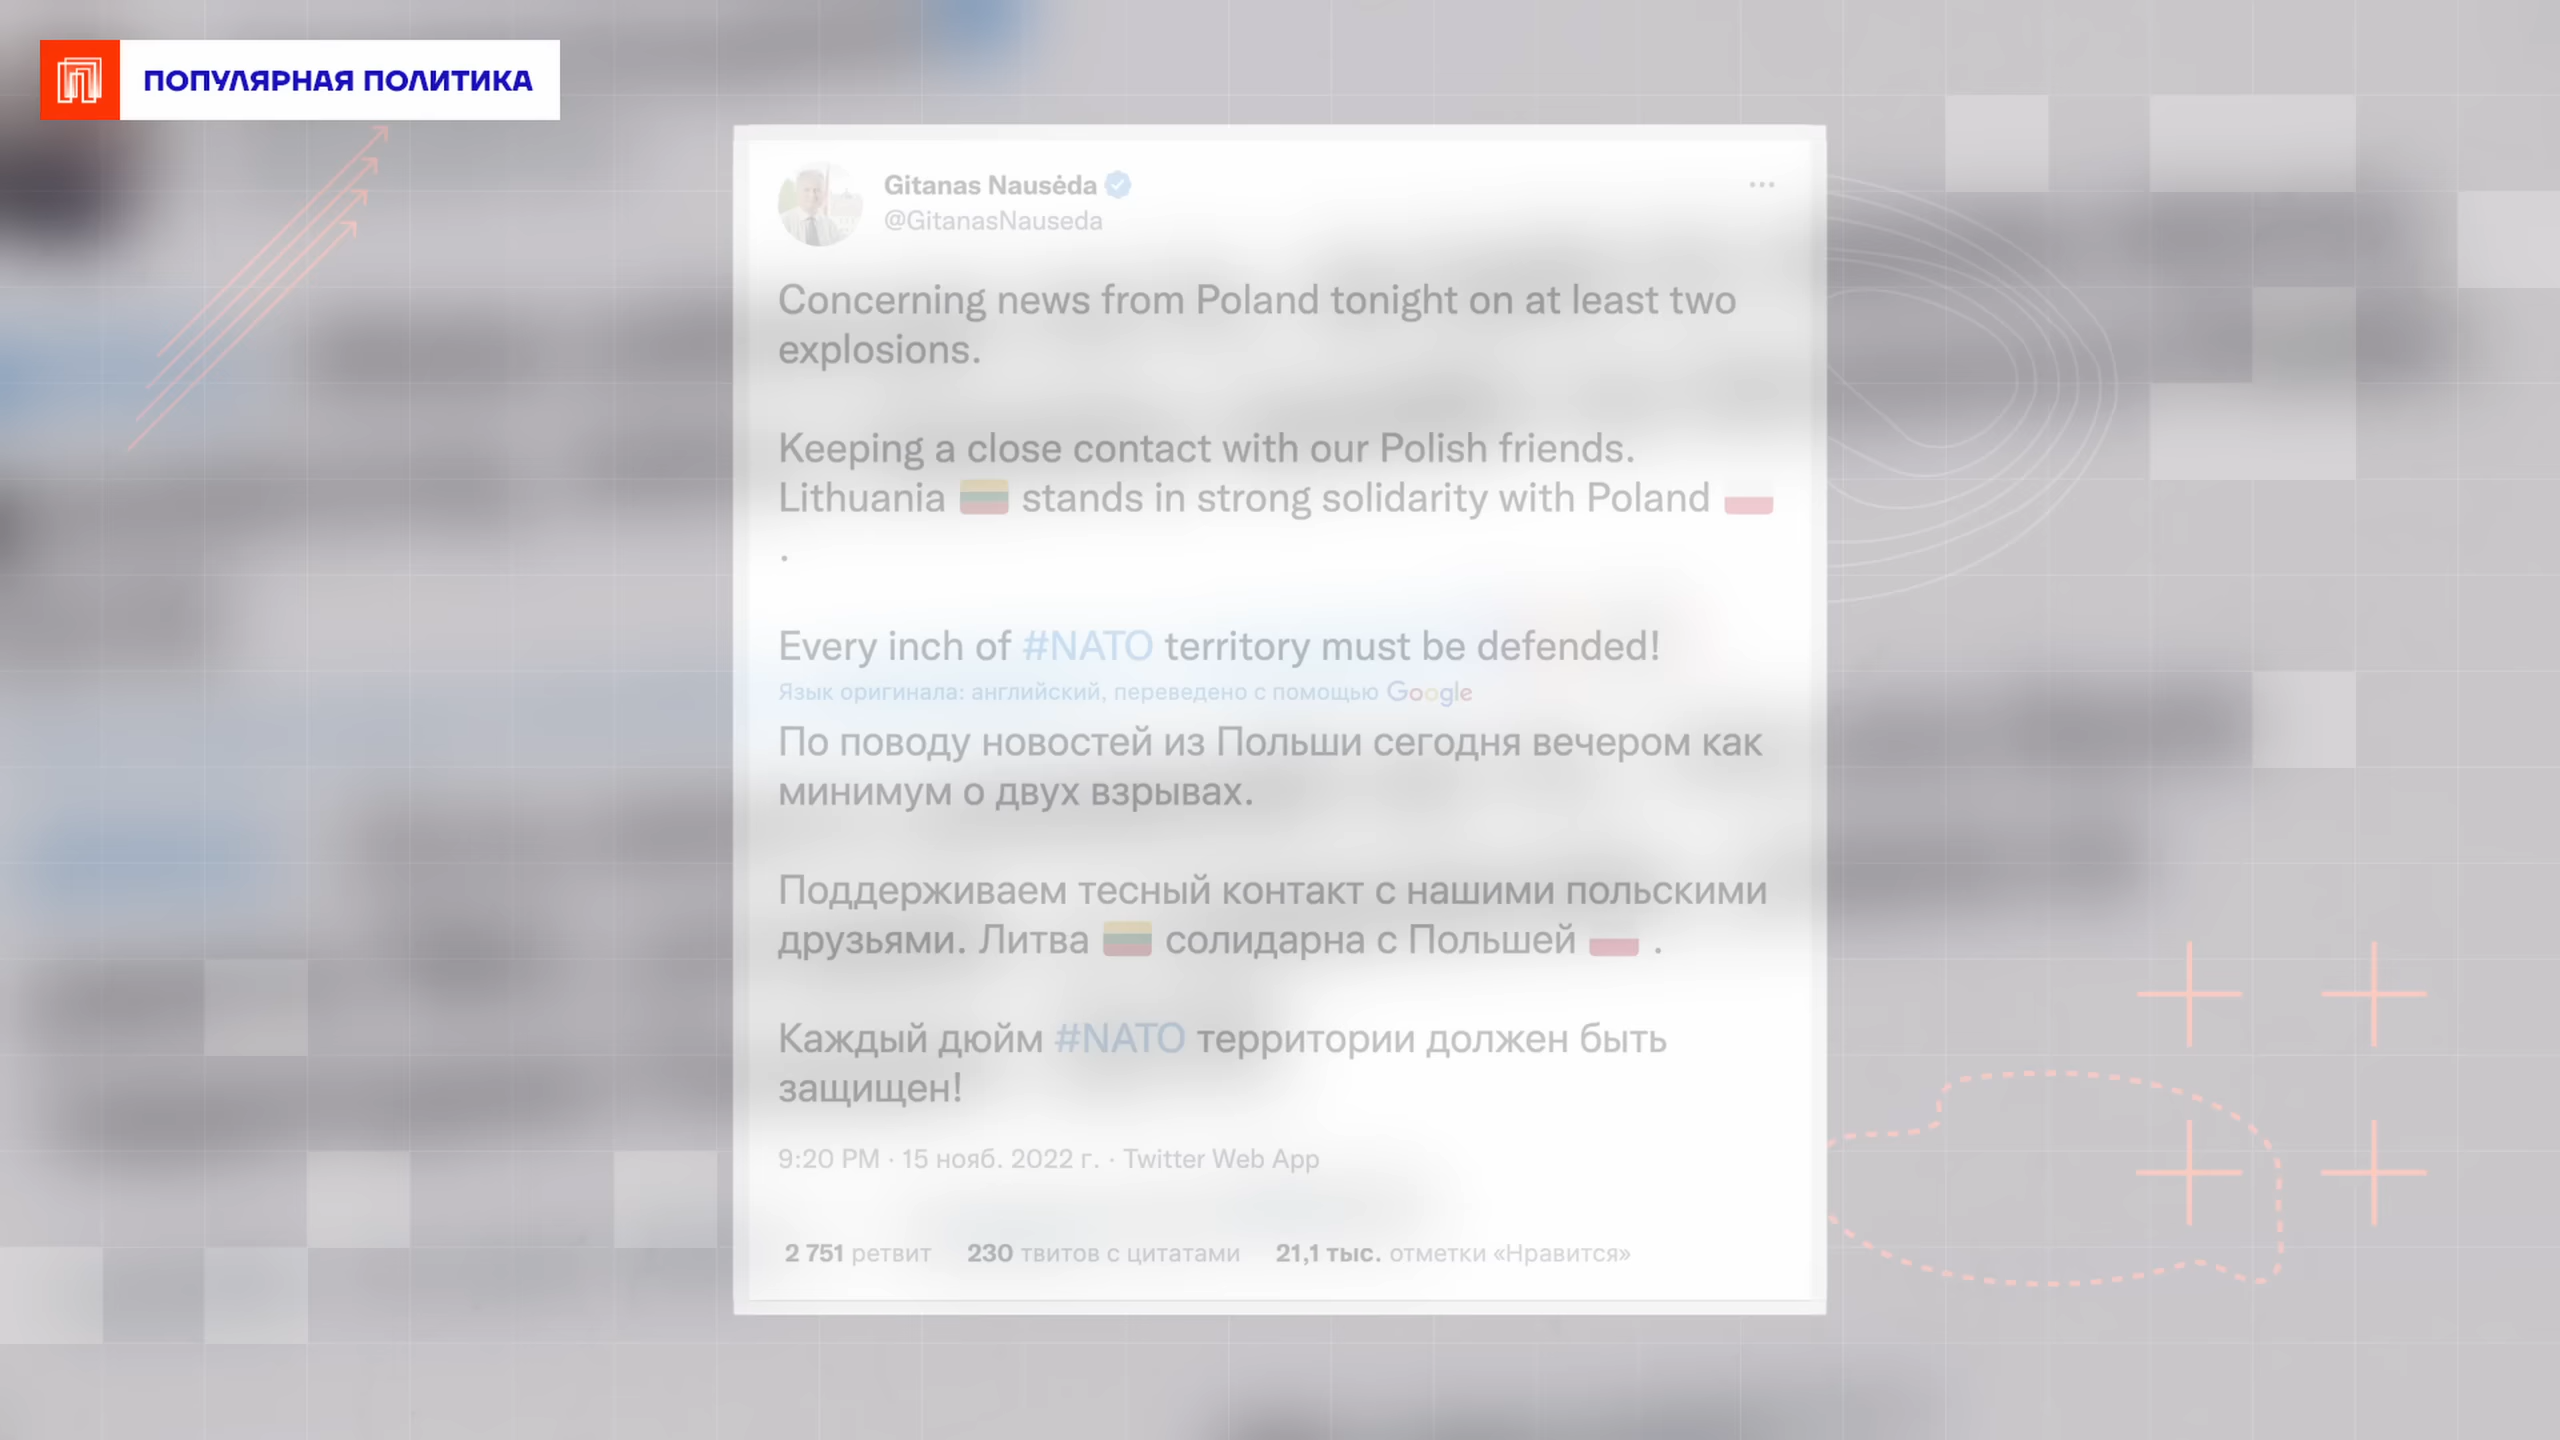 ПОПУЛЯРНАЯ ПОЛИТИКА
Gitanas Nausėda
@GitanasNauseda
Concerning news from Poland tonight on at least two
explosions.
Keeping a close contact with our Polish friends.
Lithuania 🇱🇹 stands in strong solidarity with Poland 🇵🇱
.
Every inch of #NATO territory must be defended!
Язык оригинала: английский, переведено с помощью Google
По поводу новостей из Польши сегодня вечером как
минимум о двух взрывах.
Поддерживаем тесный контакт с нашими польскими
друзьями. Литва 🇱🇹 солидарна с Польшей 🇵🇱 .
Каждый дюйм #NATO территории должен быть
защищен!
9:20 PM · 15 нояб. 2022 г. · Twitter Web App
2 751 ретвит 230 твитов с цитатами 21,1 тыс. отметки «Нравится»